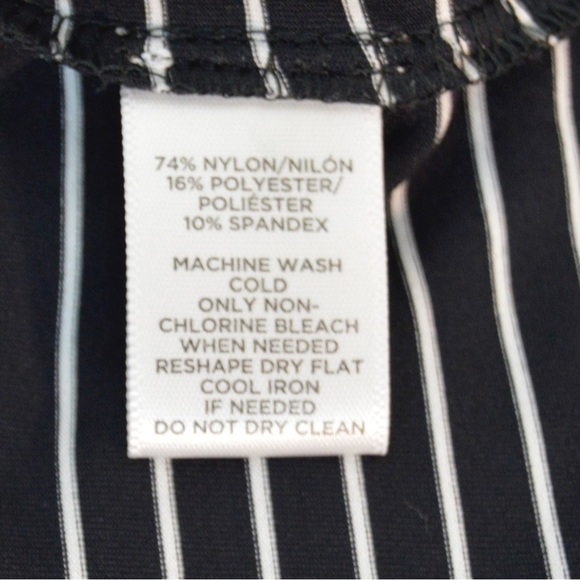 74% NYLON/NILÓN
16% POLYESTER/
POLIÉSTER
10% SPANDEX
MACHINE WASH
COLD
ONLY NON-
CHLORINE BLEACH
WHEN NEEDED
RESHAPE DRY FLAT
COOL IRON
IF NEEDED
DO NOT DRY CLEAN